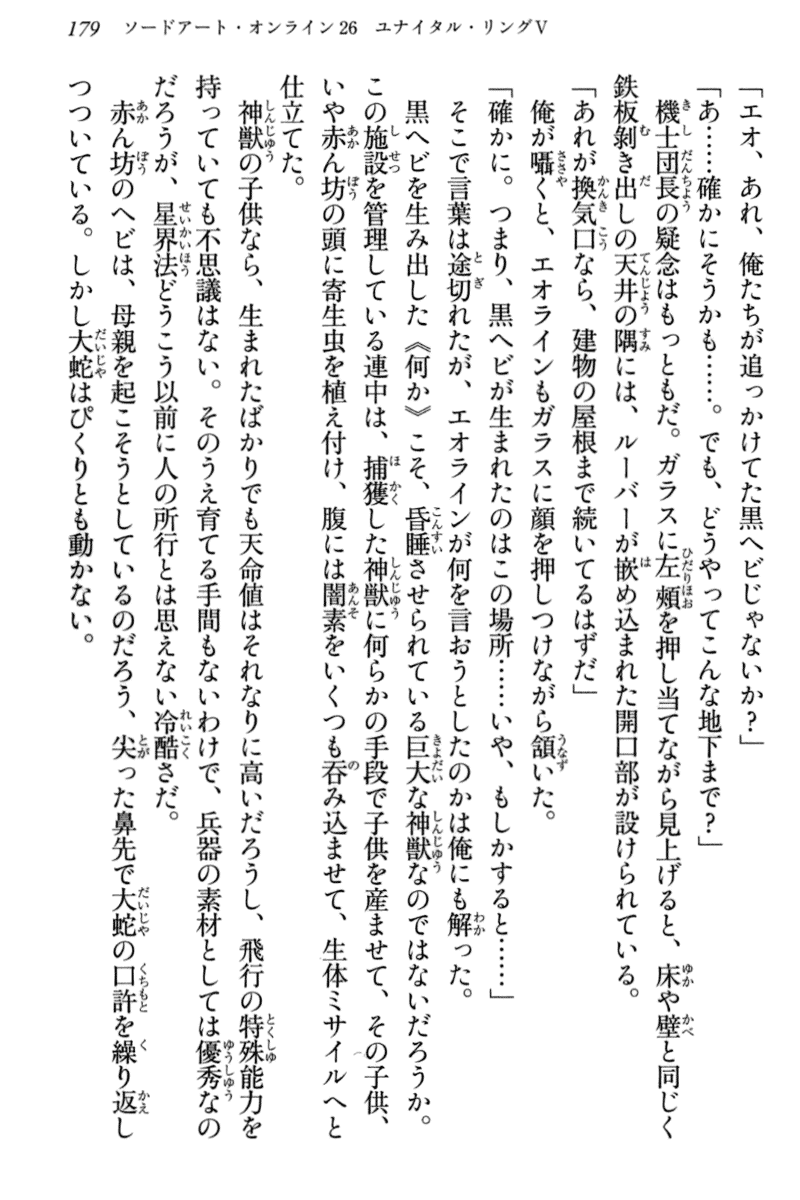 179　ソードアート・オンライン26　ユナイタル・リングⅤ
「エオ、あれ、俺たちが追っかけてた黒ヘビじゃないか？」
「あ……確かにそうかも……。でも、どうやってこんな地下まで？」
　機士団長の疑念はもっともだ。ガラスに左頰を押し当てながら見上げると、床や壁と同じく
鉄板剝き出しの天井の隅には、ルーバーが嵌め込まれた開口部が設けられている。
「あれが換気口なら、建物の屋根まで続いてるはずだ」
　俺が囁くと、エオラインもガラスに顔を押しつけながら頷いた。
「確かに。つまり、黒ヘビが生まれたのはこの場所……いや、もしかすると……」
　そこで言葉は途切れたが、エオラインが何を言おうとしたのかは俺にも解った。
　黒ヘビを生み出した《何か》こそ、昏睡させられている巨大な神獣なのではないだろうか。
この施設を管理している連中は、捕獲した神獣に何らかの手段で子供を産ませて、その子供、
いや赤ん坊の頭に寄生虫を植え付け、腹には闇素をいくつも吞み込ませて、生体ミサイルへと
仕立てた。
　神獣の子供なら、生まれたばかりでも天命値はそれなりに高いだろうし、飛行の特殊能力を
持っていても不思議はない。そのうえ育てる手間もないわけで、兵器の素材としては優秀なの
だろうが、星界法どうこう以前に人の所行とは思えない冷酷さだ。
　赤ん坊のヘビは、母親を起こそうとしているのだろう、尖った鼻先で大蛇の口許を繰り返し
つついている。しかし大蛇はぴくりとも動かない。